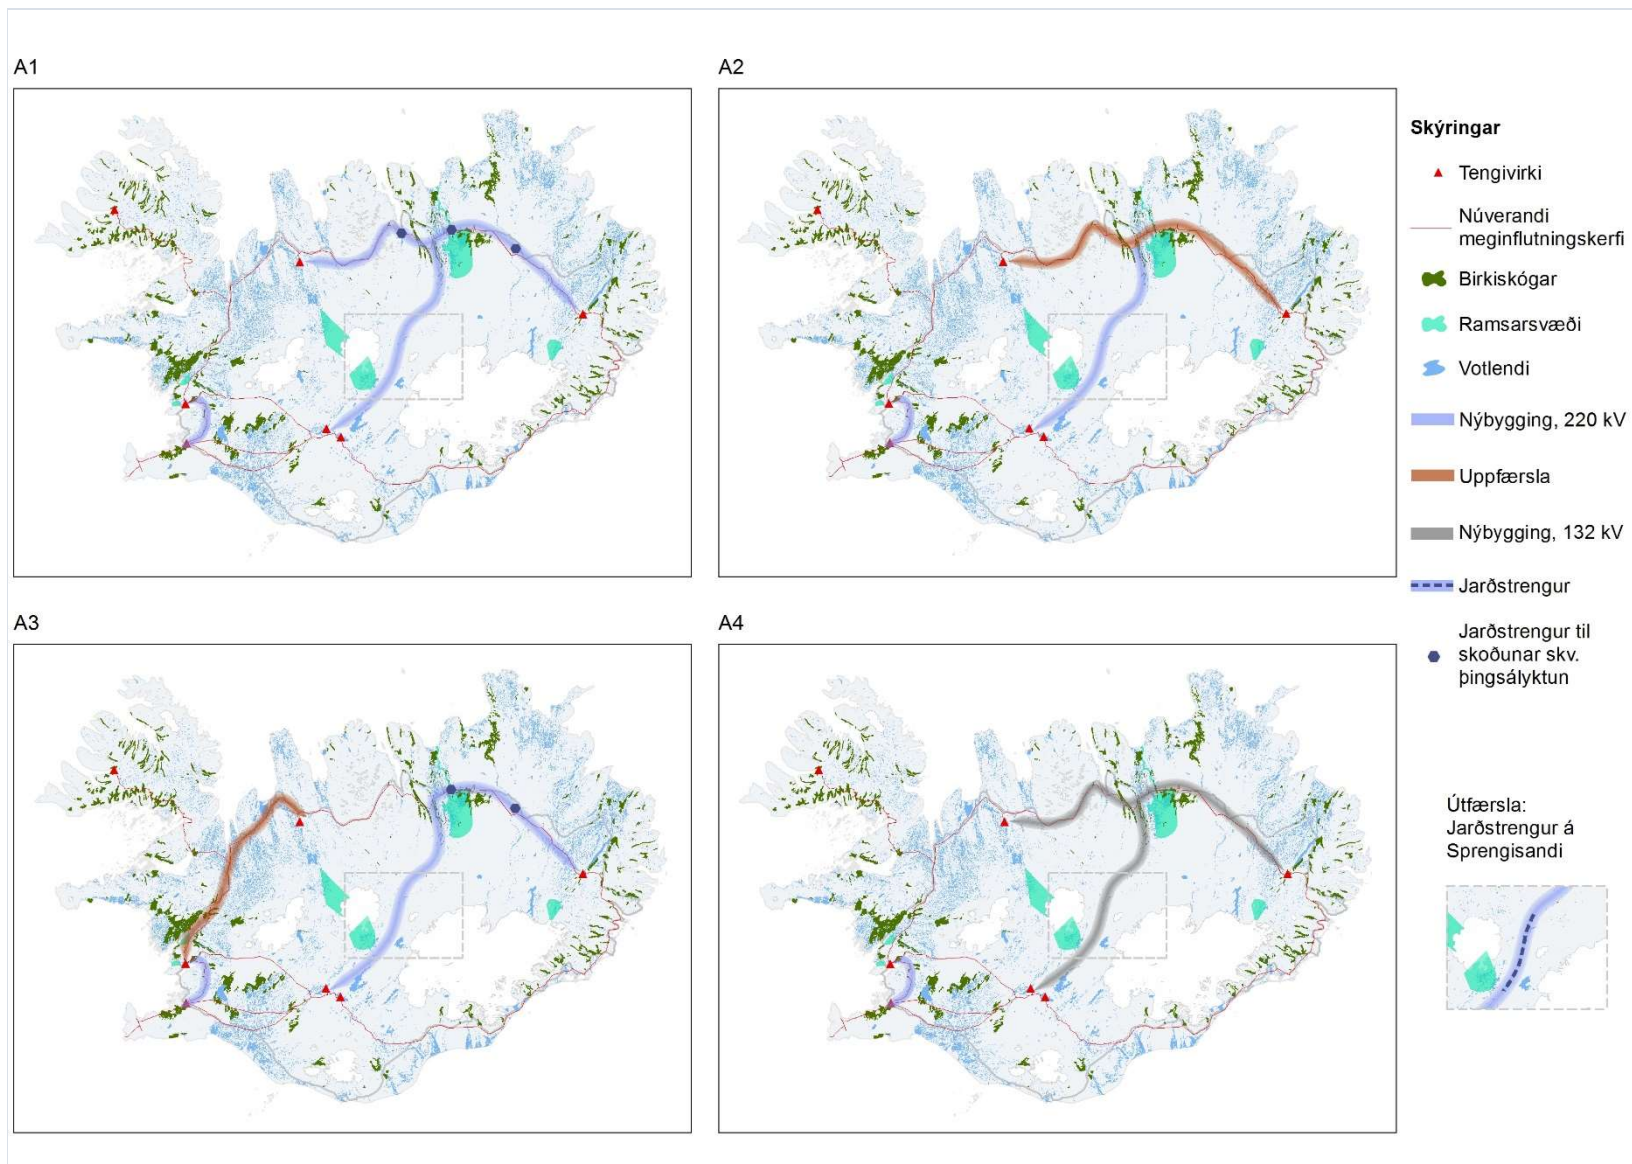 A1
A2
A3
A4
Skýringar
Tengivirki
Núverandi
meginflutningskerfi
Birkiskógar
Ramsarsvæði
Votlendi
Nýbygging, 220 kV
Uppfærsla
Nýbygging, 132 kV
Jarðstrengur
Jarðstrengur til
skoðunar skv.
þingsályktun
Útfærsla:
Jarðstrengur á
Sprengisandi